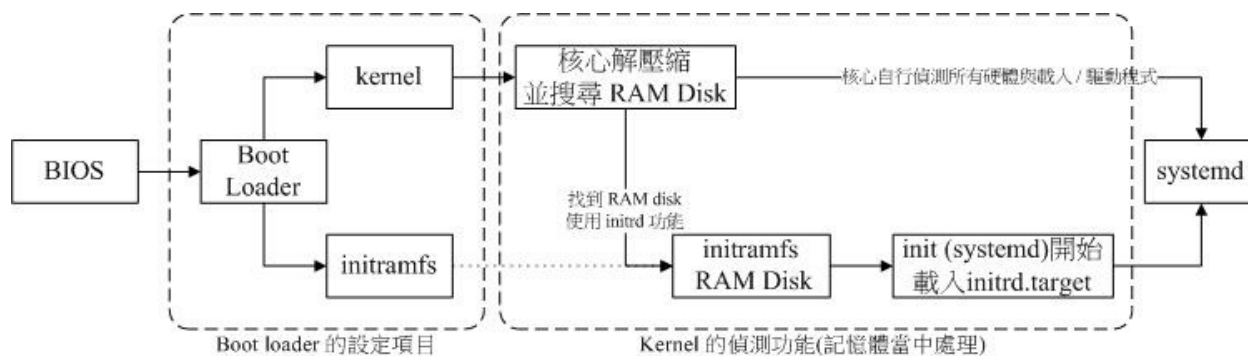 BIOS
Boot
Loader
kernel
initramfs
Boot loader 的設定項目
核心解壓縮
並搜尋 RAM Disk
核心自行偵測所有硬體與載入 / 驅動程式
找到 RAM disk
使用 initrd 功能
initramfs
RAM Disk
init (systemd)開始
載入initrd.target
systemd
Kernel 的偵測功能(記憶體當中處理)